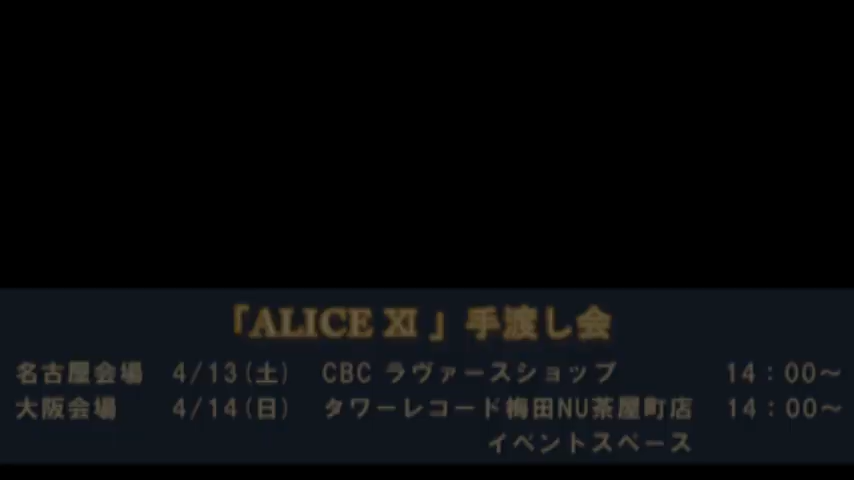 「ALICE Ⅺ 」手渡し会
名古屋会場 4/13(土) CBC ラヴァースショップ 14：00～
大阪会場 4/14(日) タワーレコード梅田NU茶屋町店 14：00～
イベントスペース